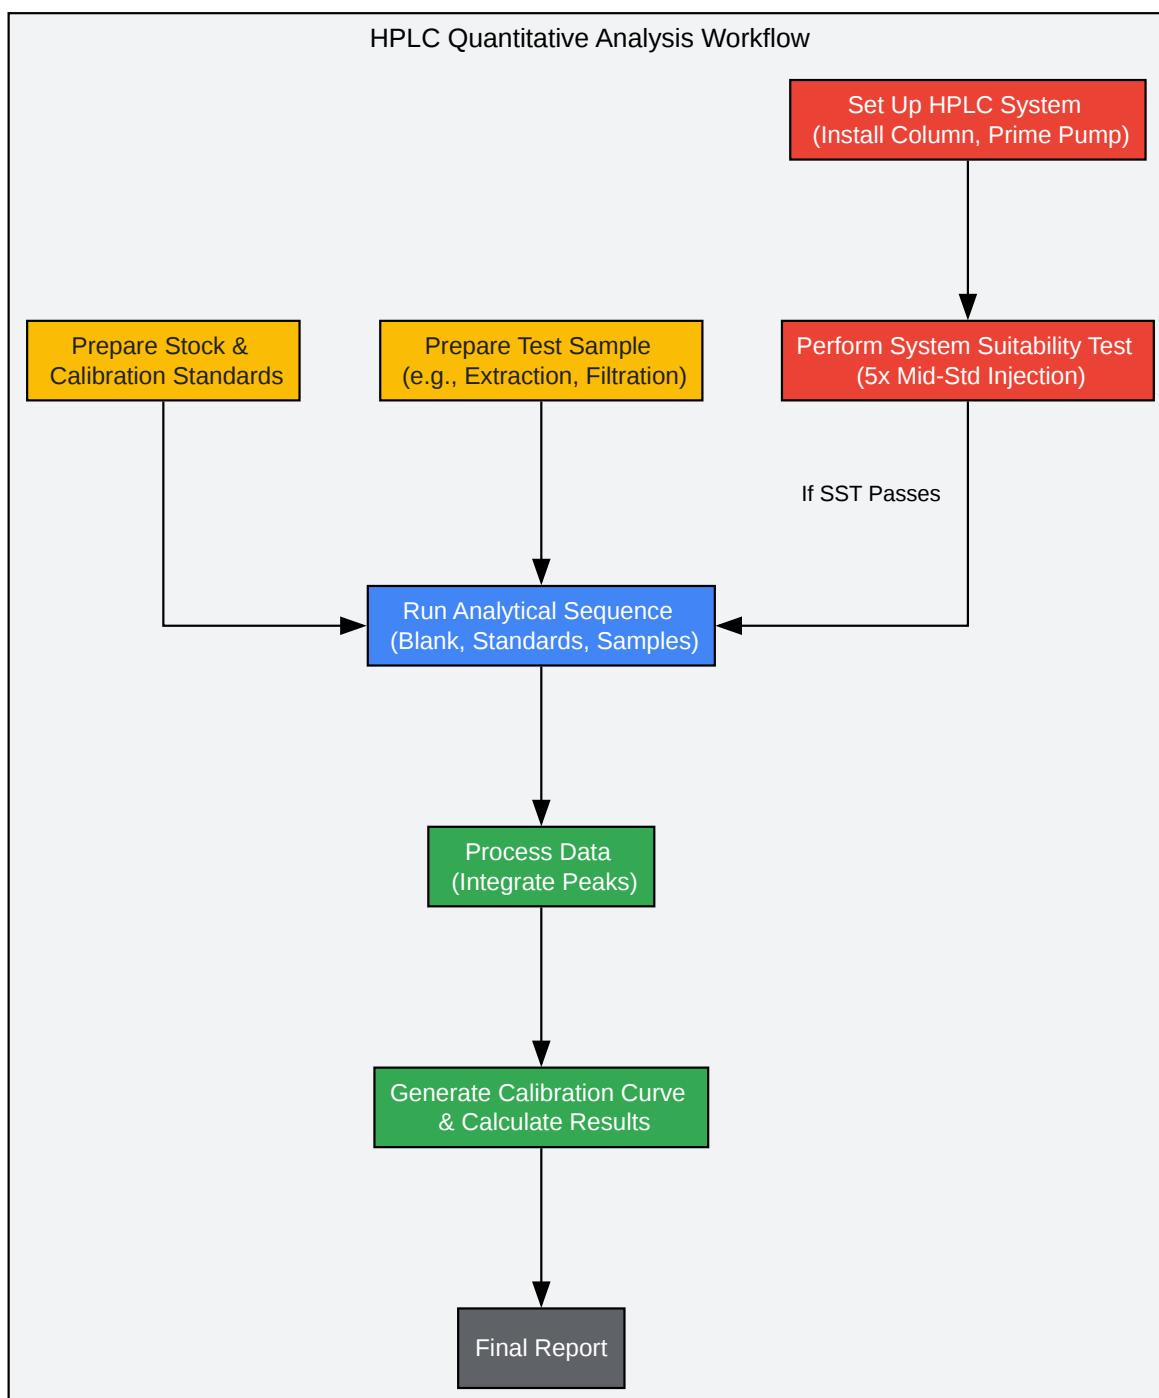 HPLC Quantitative Analysis Workflow
Set Up HPLC System
(Install Column, Prime Pump)
Prepare Stock &
Calibration Standards
Prepare Test Sample
(e.g., Extraction, Filtration)
Perform System Suitability Test
(5x Mid-Std Injection)
If SST Passes
Run Analytical Sequence
(Blank, Standards, Samples)
Process Data
(Integrate Peaks)
Generate Calibration Curve
& Calculate Results
Final Report